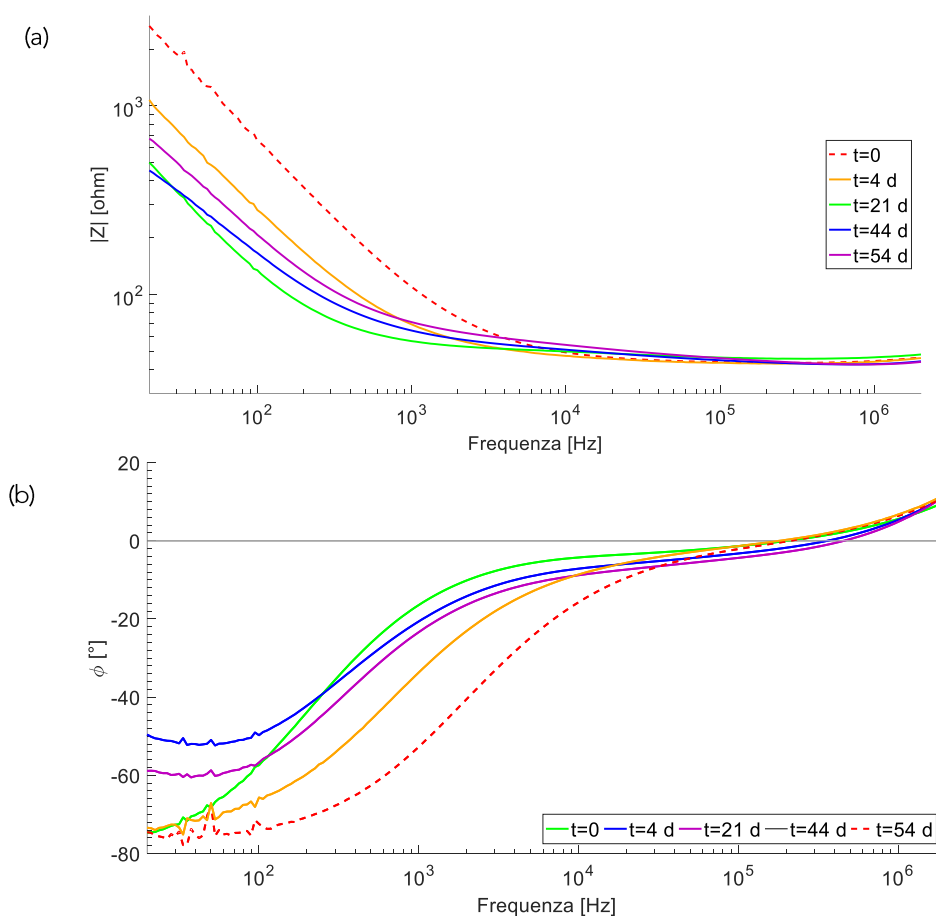 (a)
10³
10²
|Z| [ohm]
t=0
t=4 d
t=21 d
t=44 d
t=54 d
10² 10³ 10⁴ 10⁵ 10⁶
Frequenza [Hz]
(b)
20
0
-20
-40
-60
-80
ϕ [°]
t=0 t=4 d t=21 d t=44 d t=54 d
10² 10³ 10⁴ 10⁵ 10⁶
Frequenza [Hz]